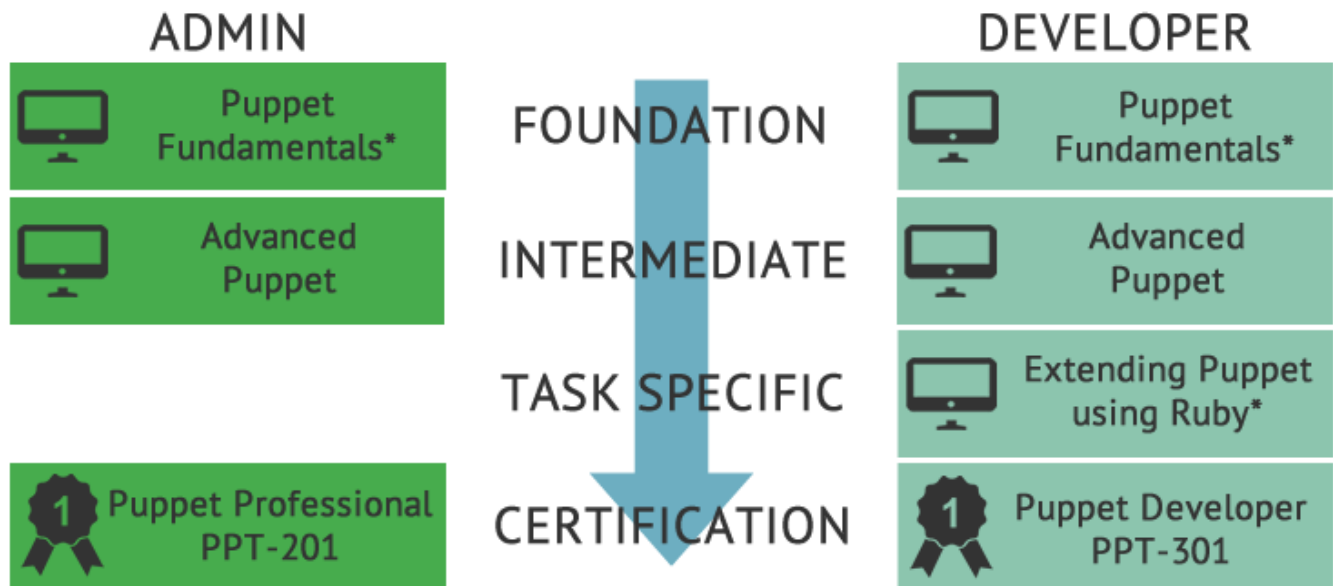 ADMIN
DEVELOPER
Puppet
Fundamentals*
FOUNDATION
Puppet
Fundamentals*
Advanced
Puppet
INTERMEDIATE
Advanced
Puppet
TASK SPECIFIC
Extending Puppet
using Ruby*
1
Puppet Professional
PPT-201
CERTIFICATION
1
Puppet Developer
PPT-301